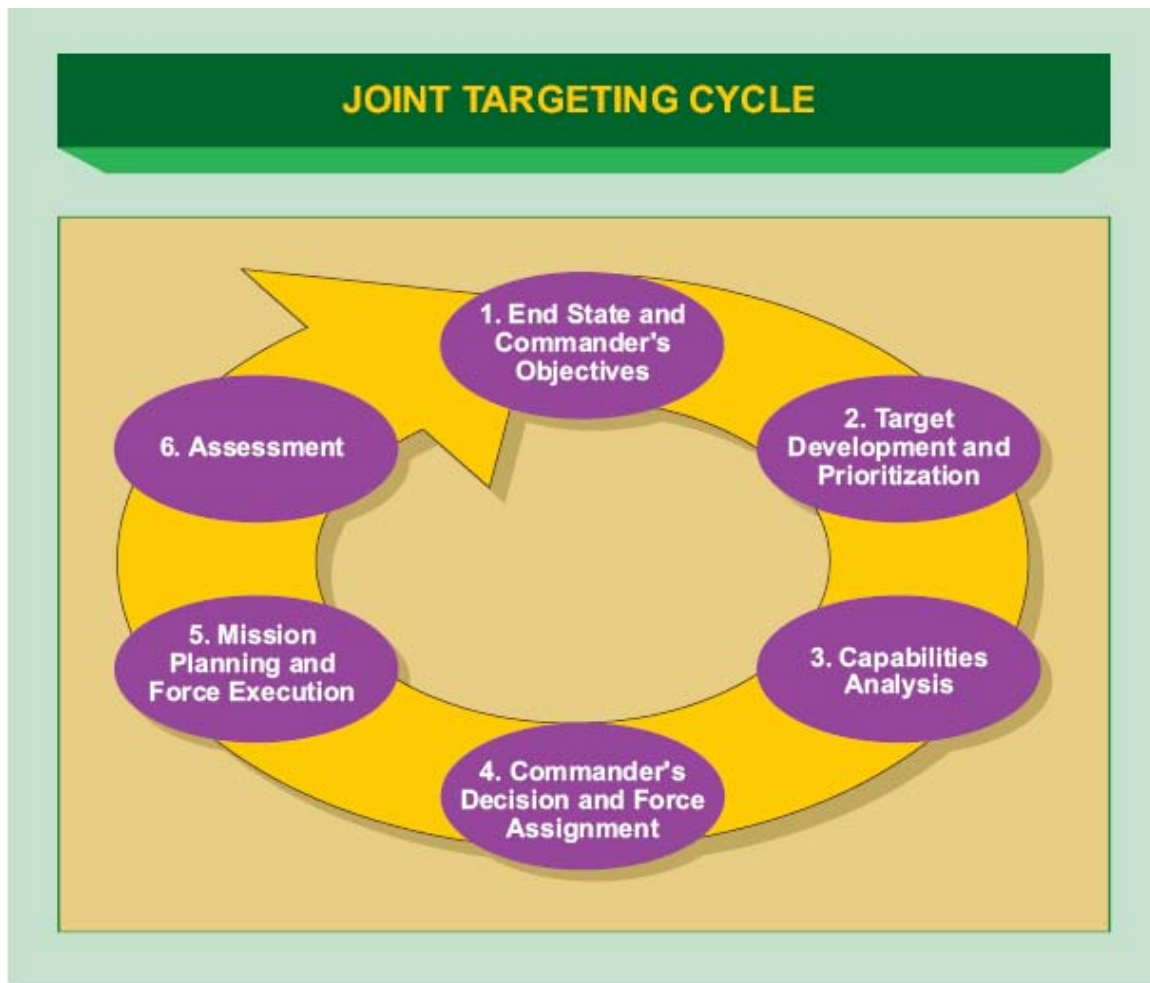 JOINT TARGETING CYCLE
1. End State and
Commander's
Objectives
2. Target
Development and
Prioritization
3. Capabilities
Analysis
4. Commander's
Decision and Force
Assignment
5. Mission
Planning and
Force Execution
6. Assessment